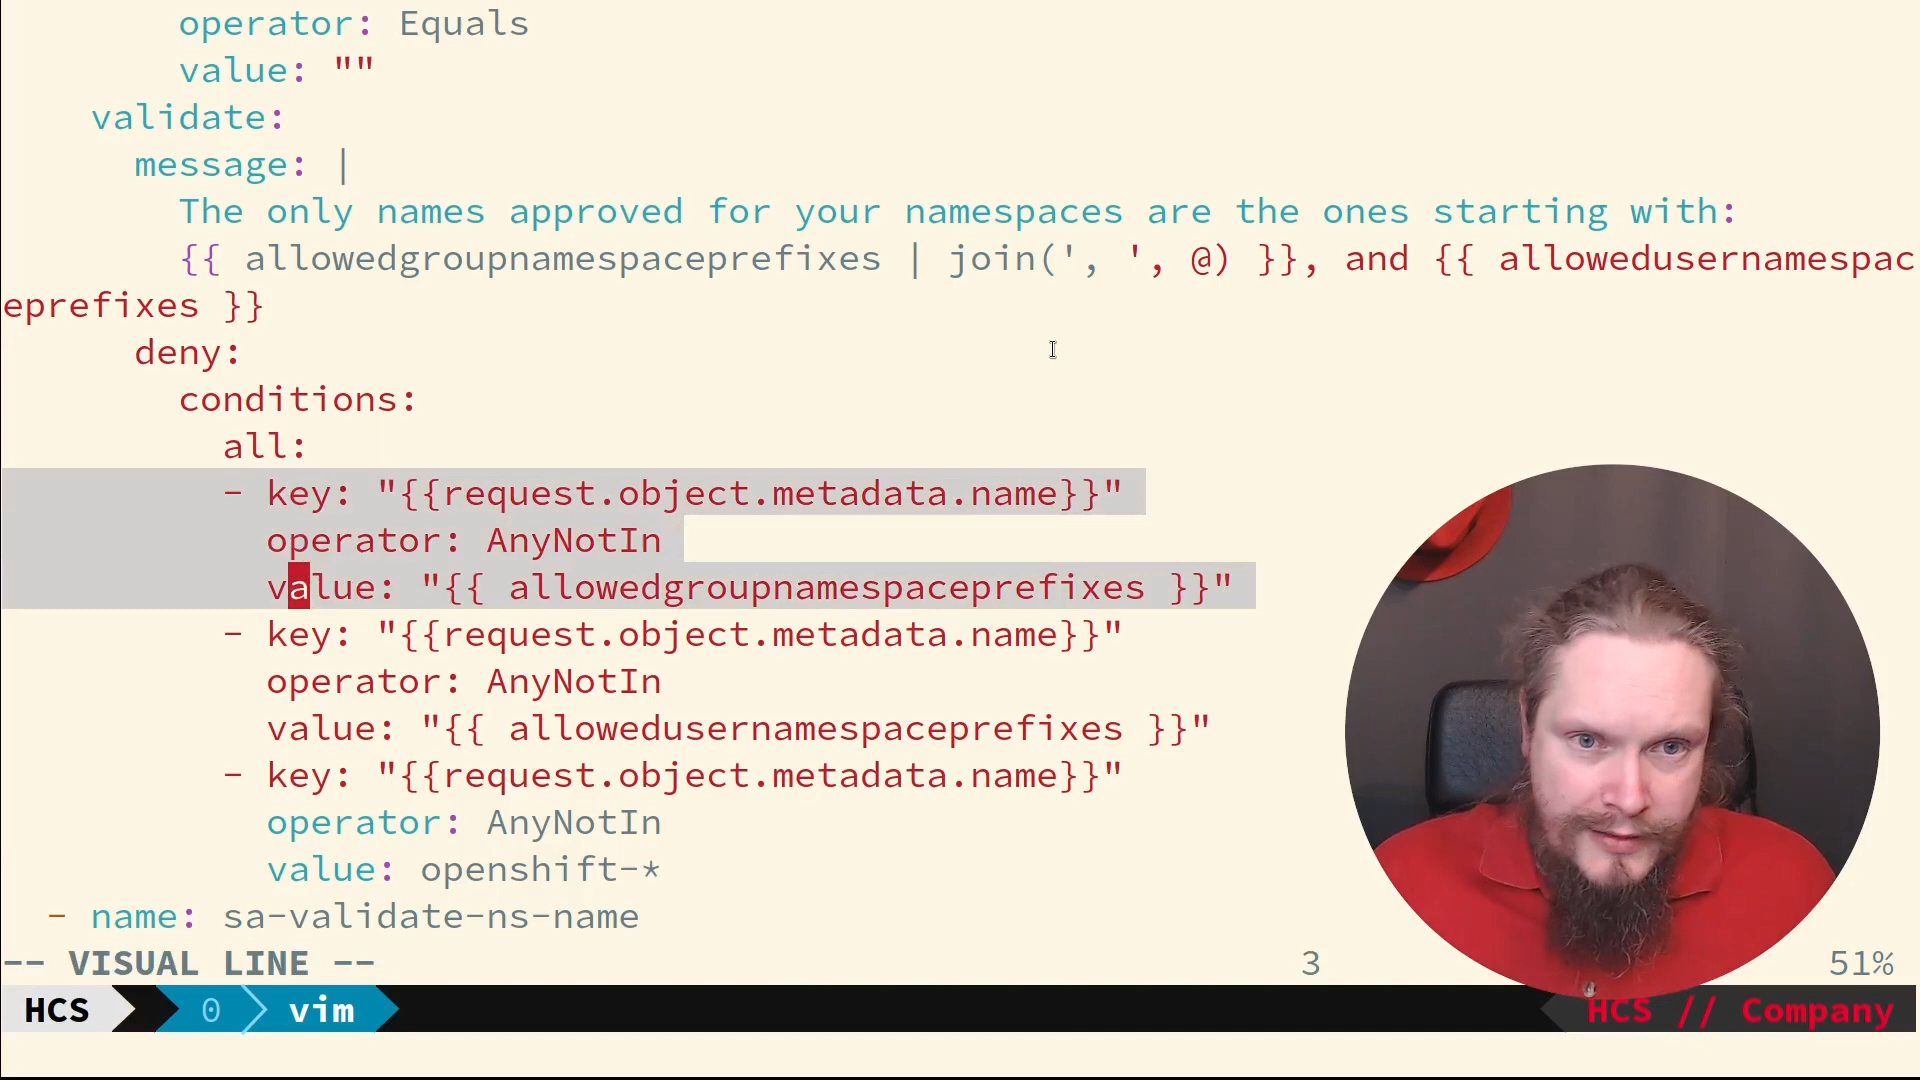 operator: Equals
value: ""
validate:
message: |
The only names approved for your namespaces are the ones starting with:
{{ allowedgroupnamespaceprefixes | join(', ', @) }}, and {{ allowedusernamespac
eprefixes }}
deny:
conditions:
all:
- key: "{{request.object.metadata.name}}"
operator: AnyNotIn
value: "{{ allowedgroupnamespaceprefixes }}"
- key: "{{request.object.metadata.name}}"
operator: AnyNotIn
value: "{{ allowedusernamespaceprefixes }}"
- key: "{{request.object.metadata.name}}"
operator: AnyNotIn
value: openshift-*
- name: sa-validate-ns-name
-- VISUAL LINE -- 3 51%
HCS 0 vim HCS // Company